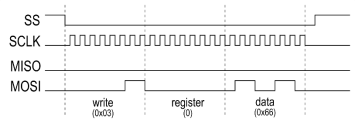 SS
SCLK
MISO
MOSI
write register data
(0x03) (0) (0x66)